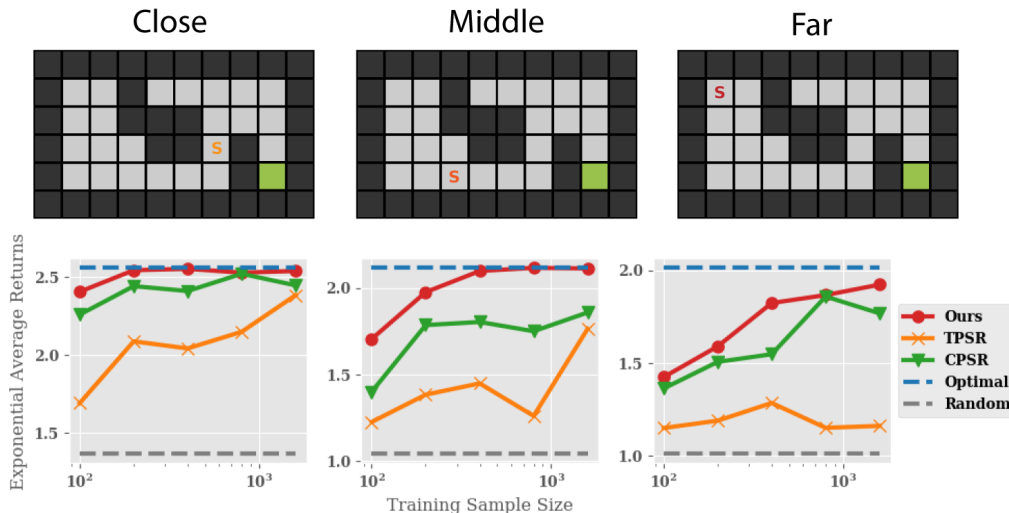 Close
Middle
Far
S
S
S
Exponential Average Returns
2.5
2.0
1.5
10²
10³
2.0
1.5
1.0
10²
10³
2.0
1.5
1.0
10²
10³
Training Sample Size
Ours
TPSR
CPSR
Optimal
Random